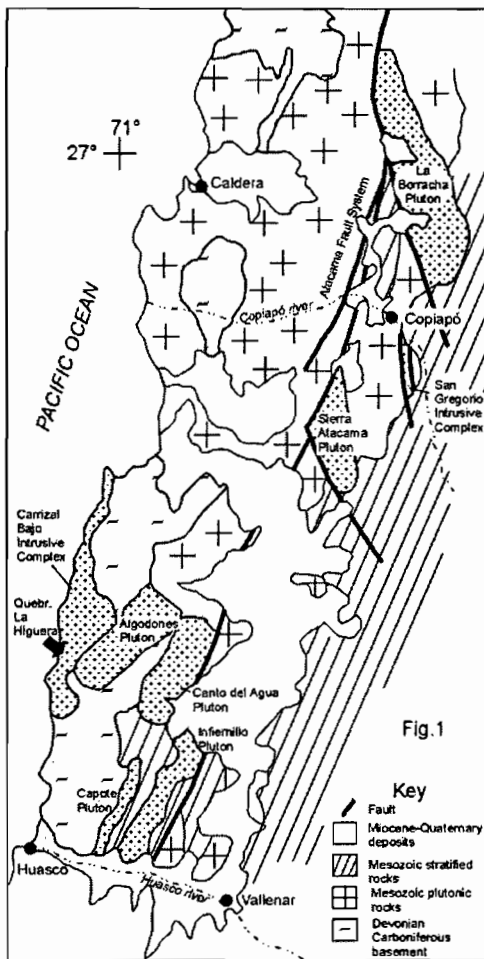 71°
27°
Caldera
La
Borracha
Pluton
Atacama Fault System
Copiapó river
Copiapó
PACIFIC OCEAN
San
Gregorio
Intrusive
Complex
Sierra
Atacama
Pluton
Carrizal
Bajo
Intrusive
Complex
Quebr.
La
Higuera
Algodones
Pluton
Canto del Agua
Pluton
Infiernillo
Pluton
Capote
Pluton
Huasco
Huasco river
Vallenar
Fig.1
Key
Fault
Miocene-Quaternary
deposits
Mesozoic stratified
rocks
Mesozoic plutonic
rocks
Devonian
Carboniferous
basement